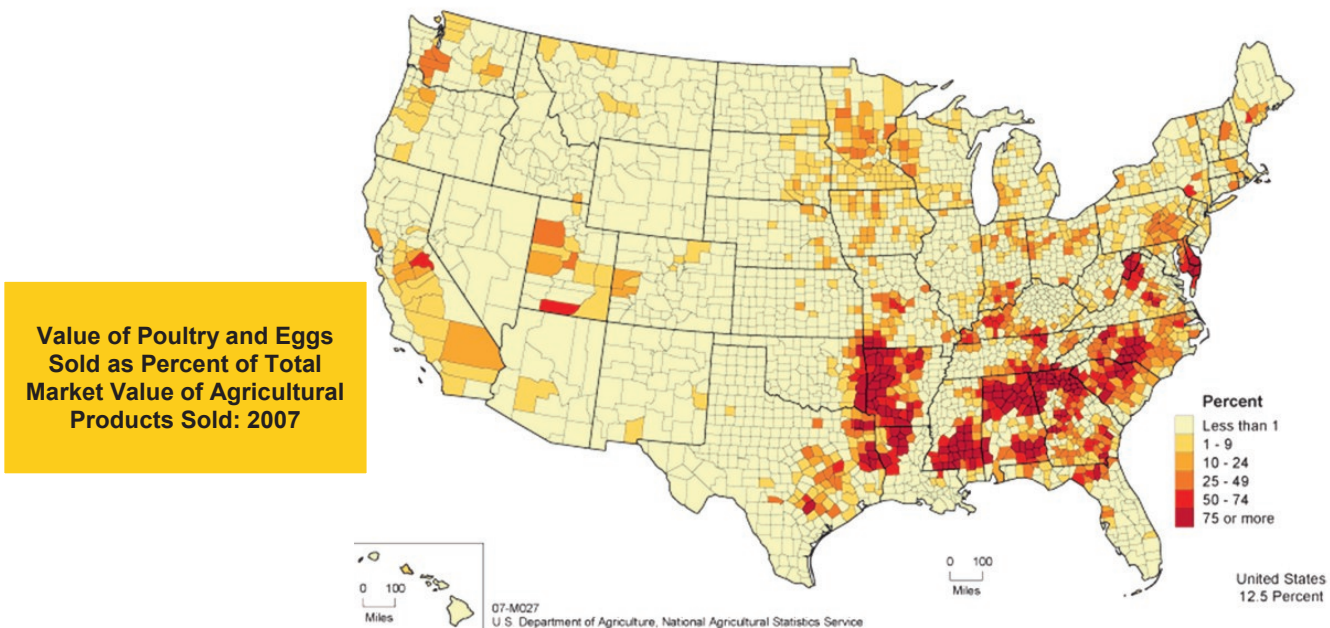 Value of Poultry and Eggs
Sold as Percent of Total
Market Value of Agricultural
Products Sold: 2007
Percent
Less than 1
1 - 9
10 - 24
25 - 49
50 - 74
75 or more
0 100
Miles
0 100
Miles
United States
12.5 Percent
07-M027
U.S. Department of Agriculture, National Agricultural Statistics Service